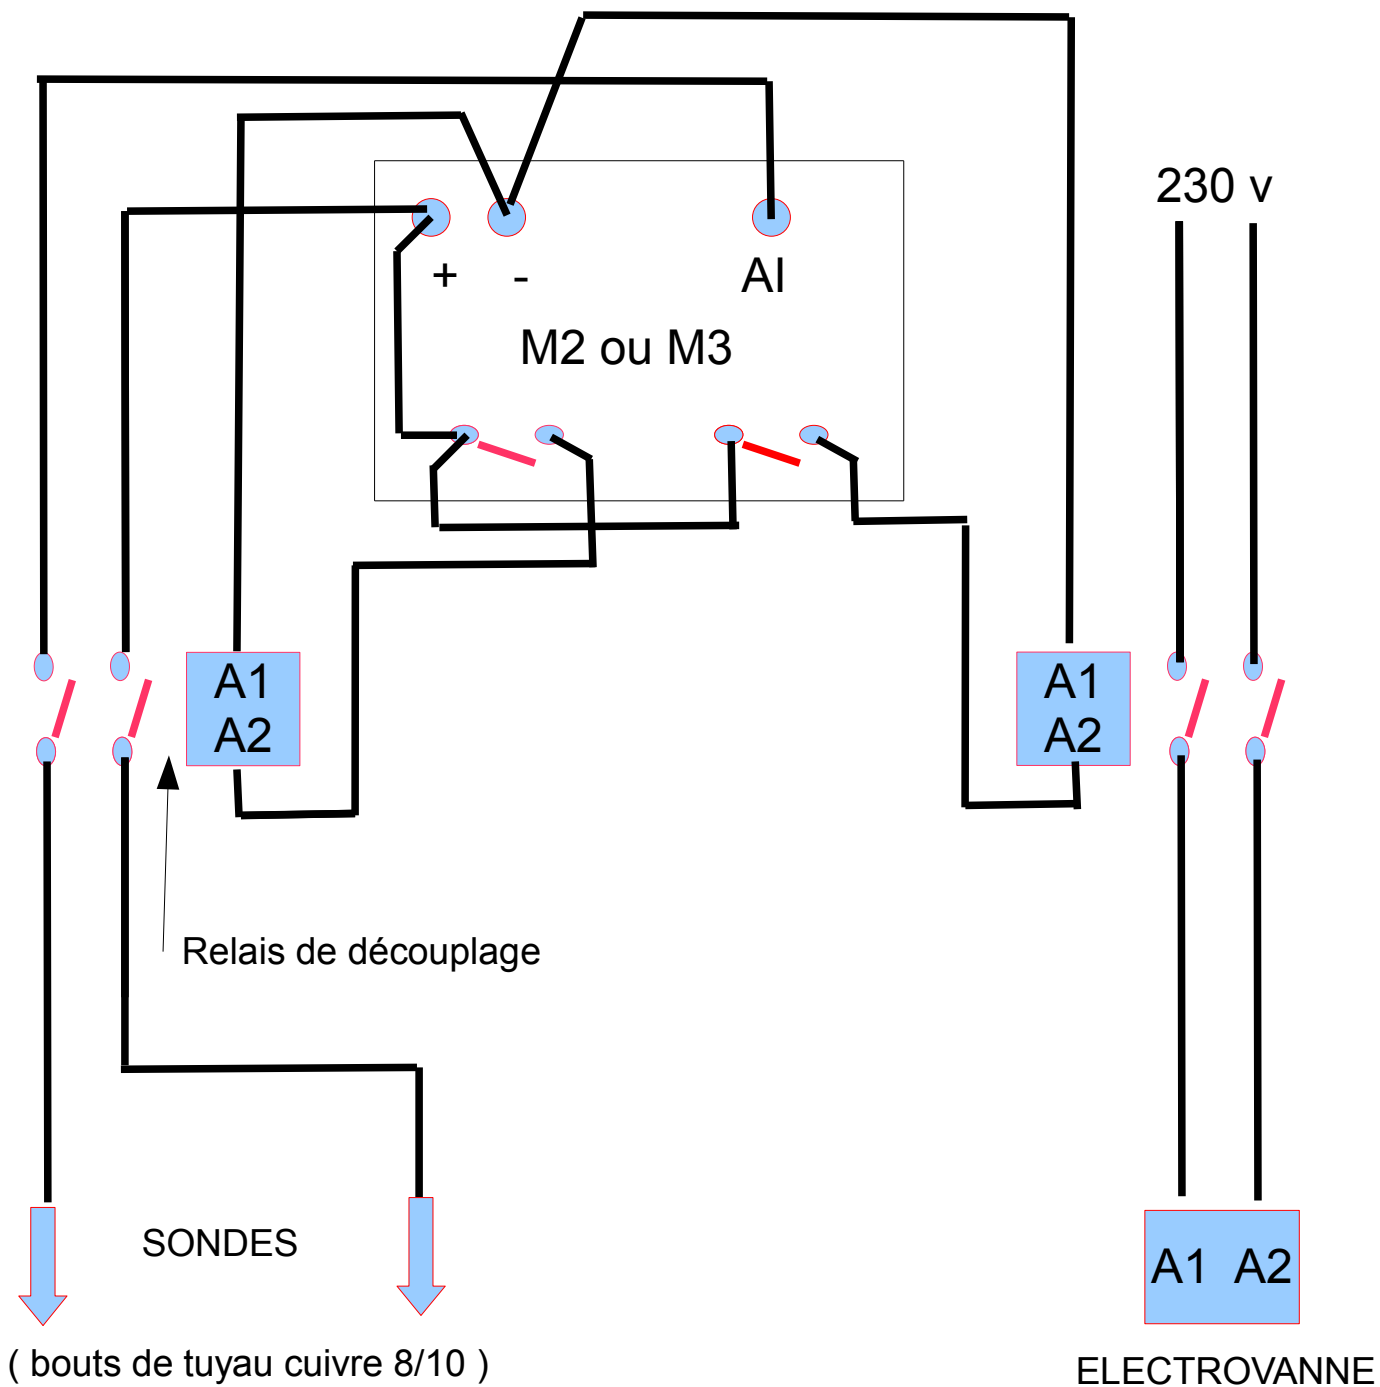 230 v
+ - AI
M2 ou M3
A1
A2
A1
A2
Relais de découplage
SONDES
A1 A2
( bouts de tuyau cuivre 8/10 )
ELECTROVANNE